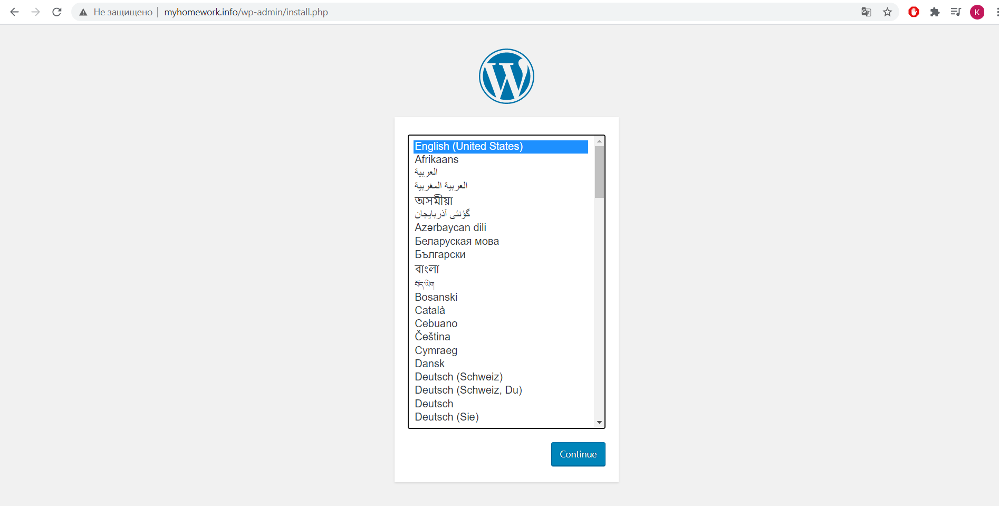 Не защищено | myhomework.info/wp-admin/install.php
K
English (United States)
Afrikaans
العربية
العربية المغربية
অসমীয়া
گؤنئی آذربایجان
Azərbaycan dili
Беларуская мова
Български
বাংলা
བོད་ཡིག
Bosanski
Català
Cebuano
Čeština
Cymraeg
Dansk
Deutsch (Schweiz)
Deutsch (Schweiz, Du)
Deutsch
Deutsch (Sie)
Continue